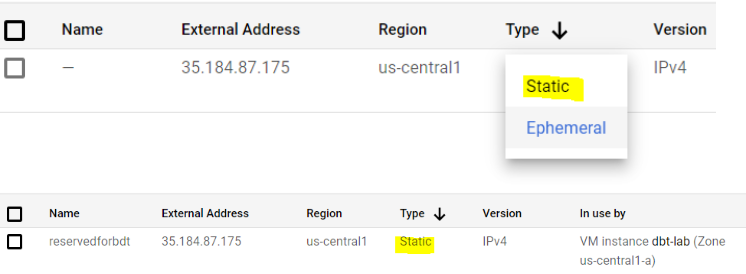 Name External Address Region Type Version
— 35.184.87.175 us-central1 IPv4
Static
Ephemeral
Name External Address Region Type Version In use by
reservedforbdt 35.184.87.175 us-central1 Static IPv4 VM instance dbt-lab (Zone
us-central1-a)